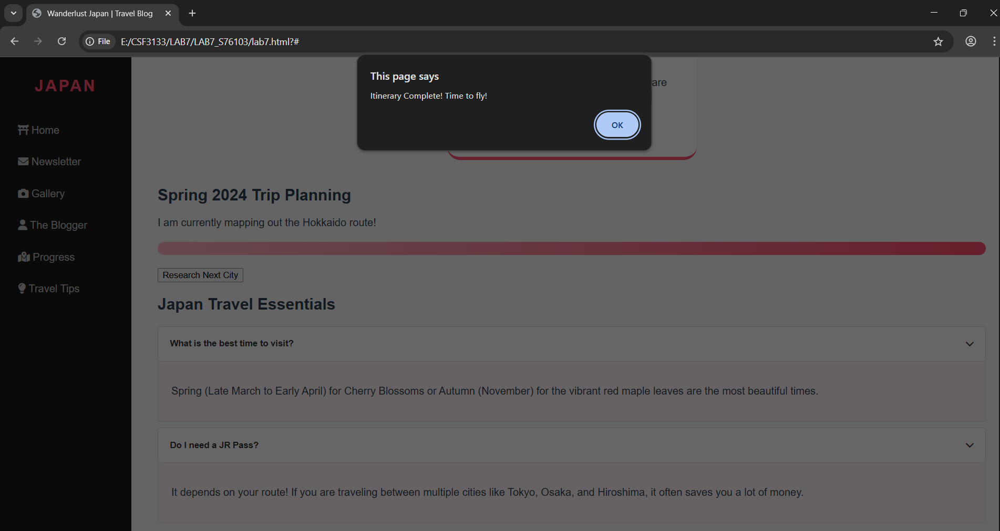 Wanderlust Japan | Travel Blog
File
E:/CSF3133/LAB7/LAB7_S76103/lab7.html?#
This page says
Itinerary Complete! Time to fly!
OK
are
JAPAN
Home
Newsletter
Gallery
The Blogger
Progress
Travel Tips
Spring 2024 Trip Planning
I am currently mapping out the Hokkaido route!
Research Next City
Japan Travel Essentials
What is the best time to visit?
Spring (Late March to Early April) for Cherry Blossoms or Autumn (November) for the vibrant red maple leaves are the most beautiful times.
Do I need a JR Pass?
It depends on your route! If you are traveling between multiple cities like Tokyo, Osaka, and Hiroshima, it often saves you a lot of money.